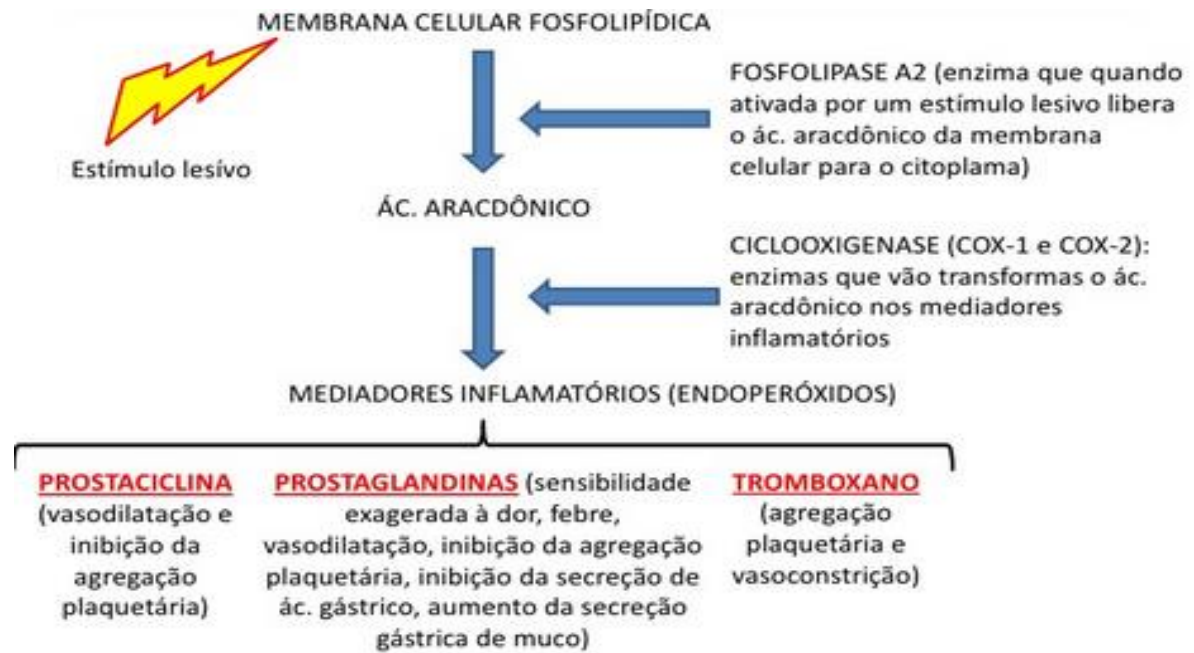 MEMBRANA CELULAR FOSFOLIPÍDICA
Estímulo lesívo
FOSFOLIPASE A2 (enzima que quando
ativada por um estímulo lesivo libera
o ác. aracdônico da membrana
celular para o citoplama)
ÁC. ARACDÔNICO
CICLOOXIGENASE (COX-1 e COX-2):
enzimas que vão transformas o ác.
aracdônico nos mediadores
inflamatórios
MEDIADORES INFLAMATÓRIOS (ENDOPERÓXIDOS)
PROSTACICLINA
(vasodilatação e
inibição da
agregação
plaquetária)
PROSTAGLANDINAS (sensibilidade
exagerada à dor, febre,
vasodilatação, inibição da agregação
plaquetária, inibição da secreção de
ác. gástrico, aumento da secreção
gástrica de muco)
TROMBOXANO
(agregação
plaquetária e
vasoconstrição)